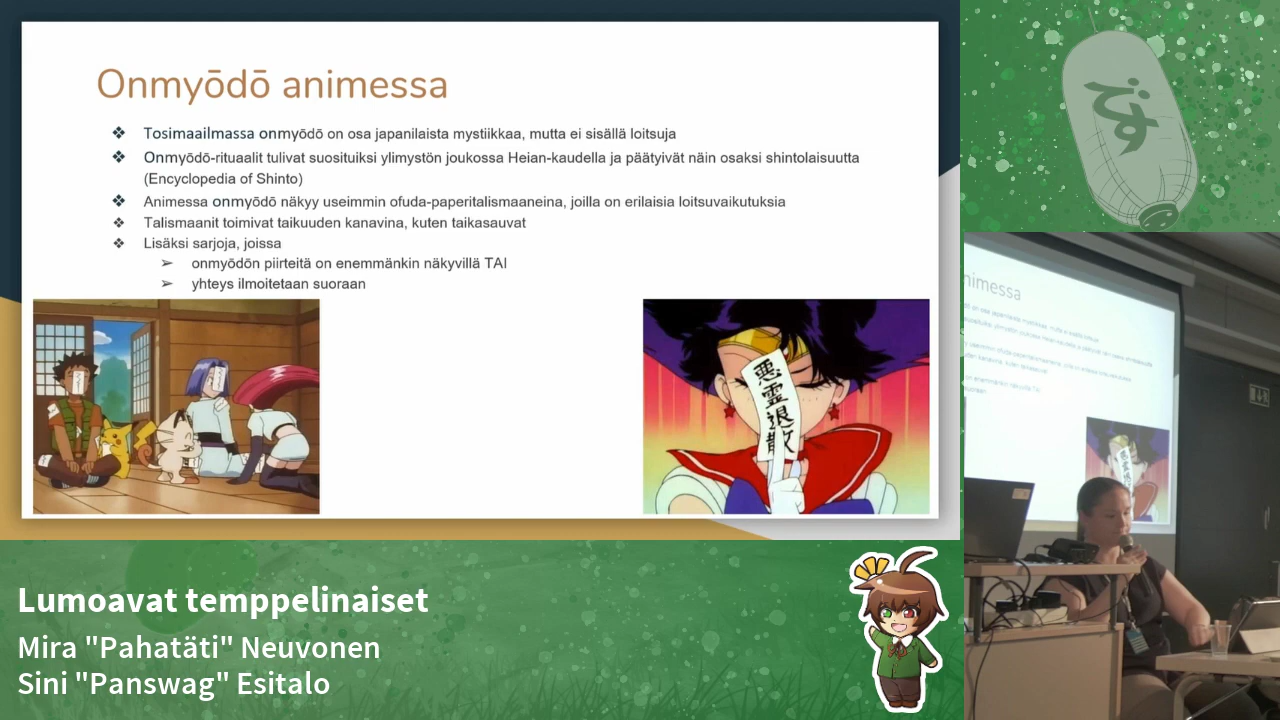 Onmyōdō animessa
❖ Tosimaailmassa onmyōdō on osa japanilaista mystiikkaa, mutta ei sisällä loitsuja
❖ Onmyōdō-rituaalit tulivat suosituiksi ylimystön joukossa Heian-kaudella ja päätyivät näin osaksi shintolaisuutta
(Encyclopedia of Shinto)
❖ Animessa onmyōdō näkyy useimmin ofuda-paperitalismaaneina, joilla on erilaisia loitsuvaikutuksia
❖ Talismaanit toimivat taikuuden kanavina, kuten taikasauvat
❖ Lisäksi sarjoja, joissa
➢ onmyōdōn piirteitä on enemmänkin näkyvillä TAI
➢ yhteys ilmoitetaan suoraan
悪霊退散
nimessa
Lumoavat temppelinaiset
Mira "Pahatäti" Neuvonen
Sini "Panswag" Esitalo